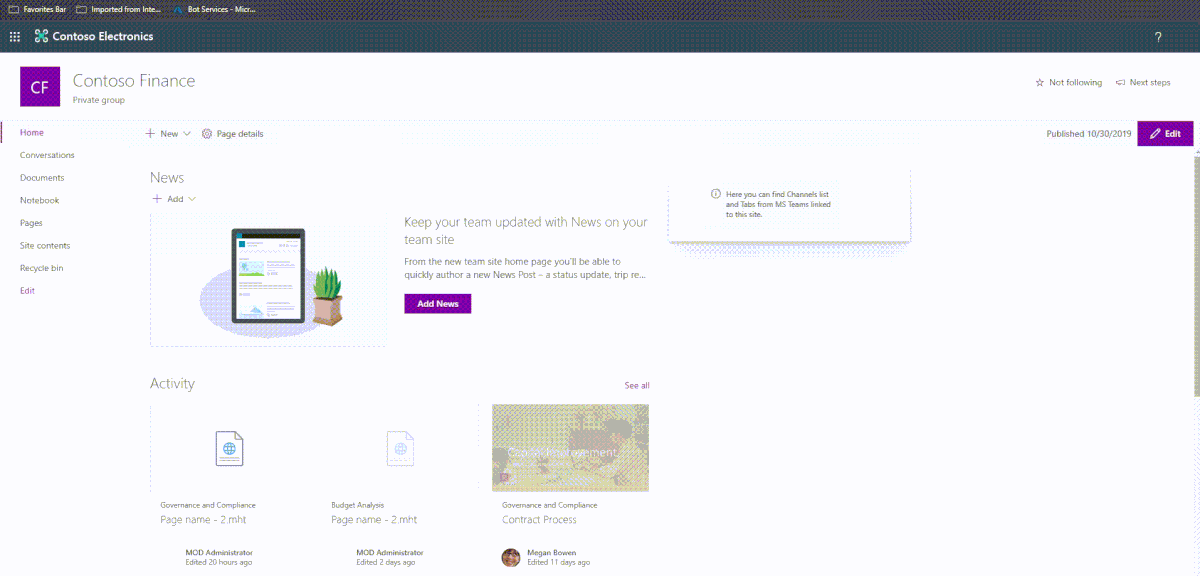 Favorites Bar
Imported from Inte...
Bot Services - Micr...
Contoso Electronics
?
CF
Contoso Finance
Private group
Not following
Next steps
Home
Conversations
Documents
Notebook
Pages
Site contents
Recycle bin
Edit
New
Page details
Published 10/30/2019
Edit
News
Add
Keep your team updated with News on your
team site
From the new team site home page you'll be able to
quickly author a new News Post – a status update, trip re...
Add News
Here you can find Channels list
and Tabs from MS Teams linked
to this site.
Activity
See all
Governance and Compliance
Page name - 2.mht
MOD Administrator
Edited 20 hours ago
Budget Analysis
Page name - 2.mht
MOD Administrator
Edited 2 days ago
Governance and Compliance
Contract Process
Megan Bowen
Edited 11 days ago